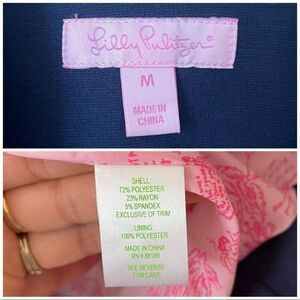 Lilly Pulitzer®
M
MADE IN
CHINA
SHELL:
72% POLYESTER
23% RAYON
5% SPANDEX
EXCLUSIVE OF TRIM
LINING:
100% POLYESTER
MADE IN CHINA
RN # 88186
SEE REVERSE
FOR CARE